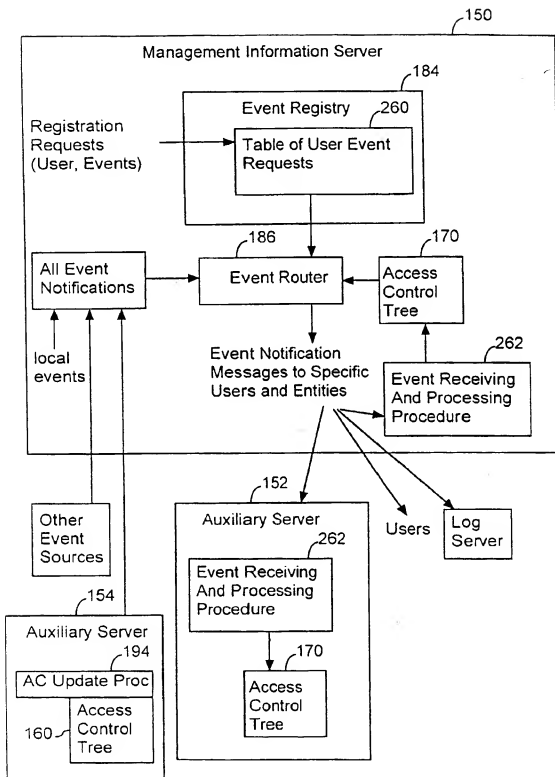 150
Management Information Server
184
Event Registry
260
Registration
Requests
(User, Events)
Table of User Event
Requests
186
170
All Event
Notifications
Event Router
Access
Control
Tree
local
events
262
Event Notification
Messages to Specific
Users and Entities
Event Receiving
And Processing
Procedure
152
Other
Event
Sources
Auxiliary Server
Users
Log
Server
262
Event Receiving
And Processing
Procedure
154
Auxiliary Server
194
AC Update Proc
170
Access
Control
Tree
160
Access
Control
Tree